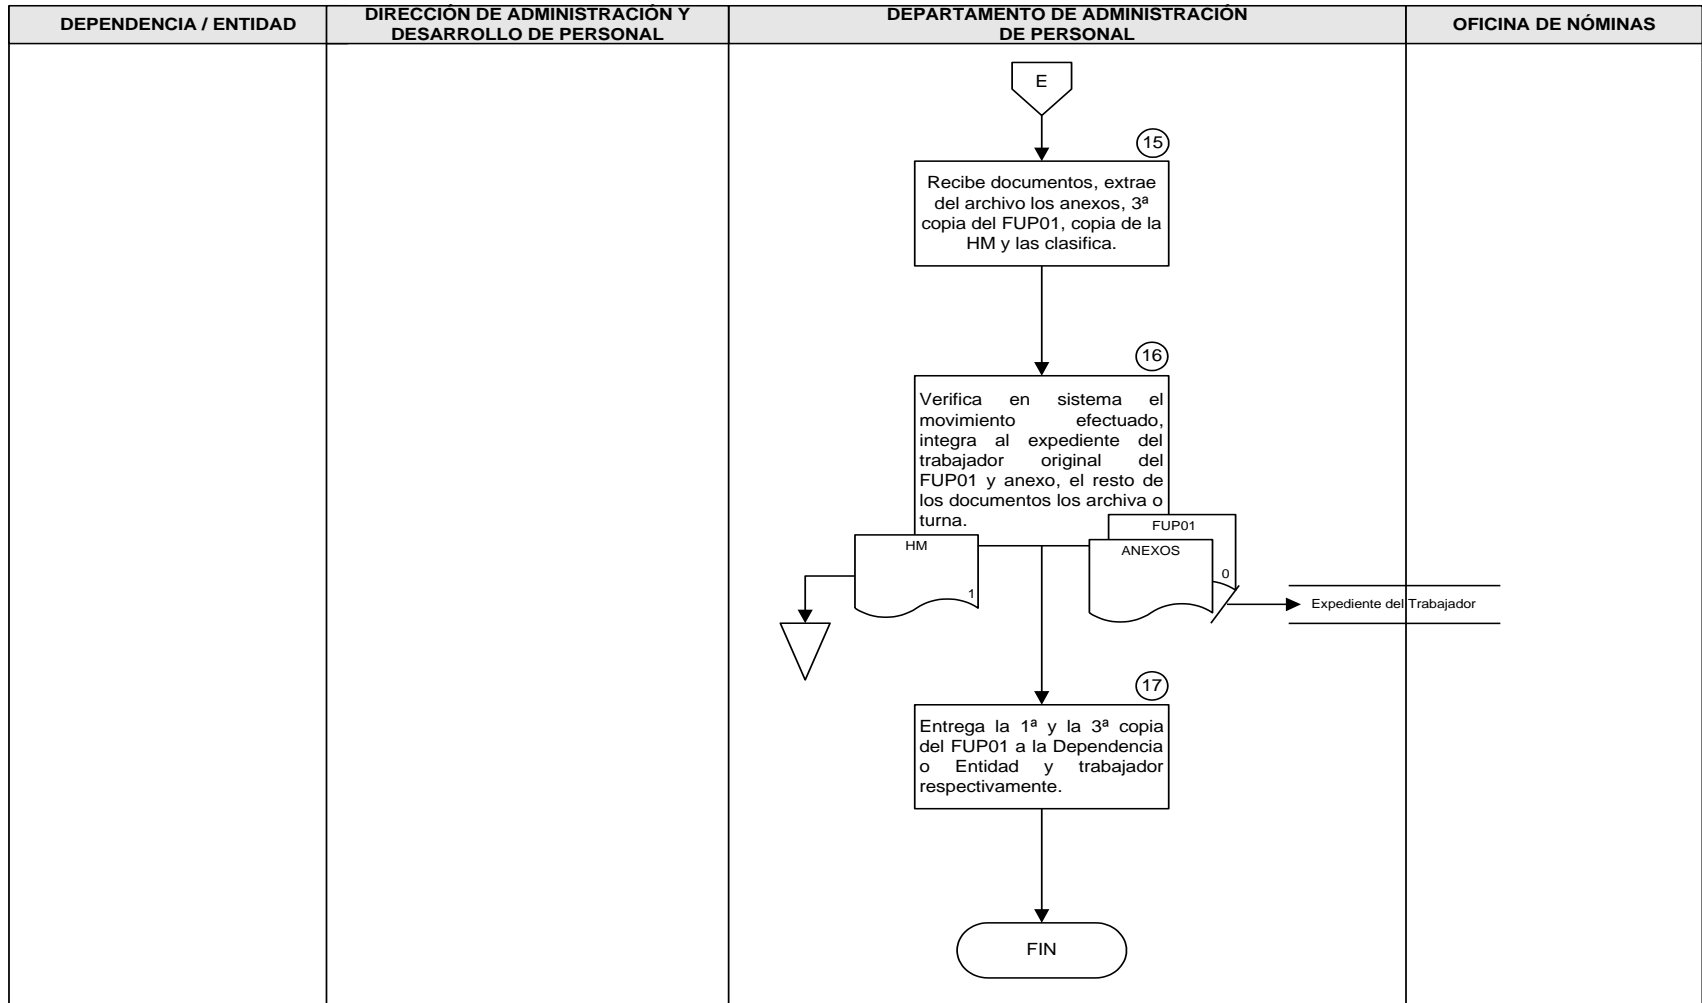 DEPENDENCIA / ENTIDAD
DIRECCIÓN DE ADMINISTRACIÓN Y
DESARROLLO DE PERSONAL
DEPARTAMENTO DE ADMINISTRACIÓN
DE PERSONAL
OFICINA DE NÓMINAS
E
15
Recibe documentos, extrae
del archivo los anexos, 3ª
copia del FUP01, copia de la
HM y las clasifica.
16
Verifica en sistema el
movimiento efectuado,
integra al expediente del
trabajador original del
FUP01 y anexo, el resto de
los documentos los archiva o
turna.
FUP01
HM
ANEXOS
0
1
Expediente del Trabajador
17
Entrega la 1ª y la 3ª copia
del FUP01 a la Dependencia
o Entidad y trabajador
respectivamente.
FIN